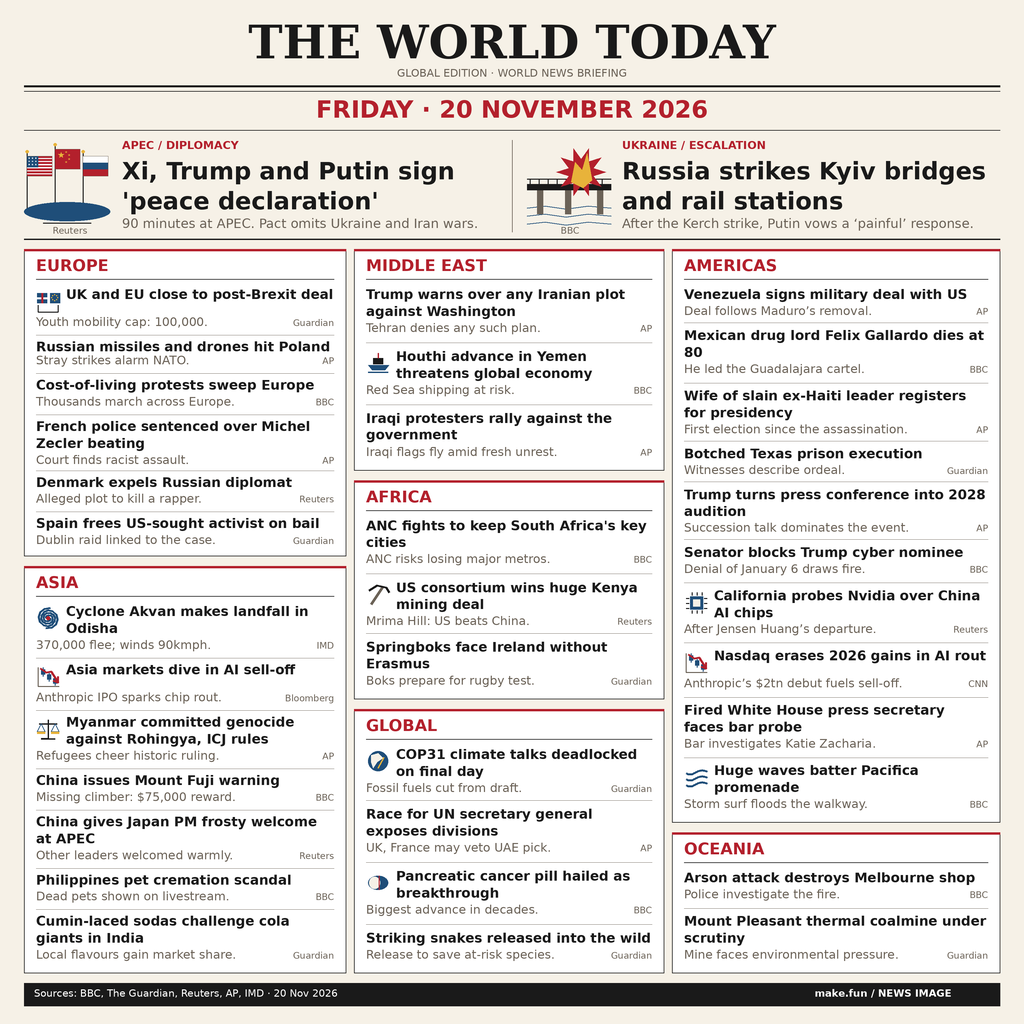 THE WORLD TODAY
GLOBAL EDITION · WORLD NEWS BRIEFING
FRIDAY · 20 NOVEMBER 2026
APEC / DIPLOMACY
Xi, Trump and Putin sign
'peace declaration'
90 minutes at APEC. Pact omits Ukraine and Iran wars.
Reuters
UKRAINE / ESCALATION
Russia strikes Kyiv bridges
and rail stations
After the Kerch strike, Putin vows a ‘painful’ response.
BBC
EUROPE
UK and EU close to post-Brexit deal
Youth mobility cap: 100,000.
Guardian
Russian missiles and drones hit Poland
Stray strikes alarm NATO.
AP
Cost-of-living protests sweep Europe
Thousands march across Europe.
BBC
French police sentenced over Michel
Zecler beating
Court finds racist assault.
AP
Denmark expels Russian diplomat
Alleged plot to kill a rapper.
Reuters
Spain frees US-sought activist on bail
Dublin raid linked to the case.
Guardian
ASIA
Cyclone Akvan makes landfall in
Odisha
370,000 flee; winds 90kmph.
IMD
Asia markets dive in AI sell-off
Anthropic IPO sparks chip rout.
Bloomberg
Myanmar committed genocide
against Rohingya, ICJ rules
Refugees cheer historic ruling.
AP
China issues Mount Fuji warning
Missing climber: $75,000 reward.
BBC
China gives Japan PM frosty welcome
at APEC
Other leaders welcomed warmly.
Reuters
Philippines pet cremation scandal
Dead pets shown on livestream.
BBC
Cumin-laced sodas challenge cola
giants in India
Local flavours gain market share.
Guardian
MIDDLE EAST
Trump warns over any Iranian plot
against Washington
Tehran denies any such plan.
AP
Houthi advance in Yemen
threatens global economy
Red Sea shipping at risk.
BBC
Iraqi protesters rally against the
government
Iraqi flags fly amid fresh unrest.
AP
AFRICA
ANC fights to keep South Africa's key
cities
ANC risks losing major metros.
BBC
US consortium wins huge Kenya
mining deal
Mrima Hill: US beats China.
Reuters
Springboks face Ireland without
Erasmus
Boks prepare for rugby test.
Guardian
GLOBAL
COP31 climate talks deadlocked
on final day
Fossil fuels cut from draft.
Guardian
Race for UN secretary general
exposes divisions
UK, France may veto UAE pick.
AP
Pancreatic cancer pill hailed as
breakthrough
Biggest advance in decades.
BBC
Striking snakes released into the wild
Release to save at-risk species.
Guardian
AMERICAS
Venezuela signs military deal with US
Deal follows Maduro’s removal.
AP
Mexican drug lord Felix Gallardo dies at
80
He led the Guadalajara cartel.
BBC
Wife of slain ex-Haiti leader registers
for presidency
First election since the assassination.
AP
Botched Texas prison execution
Witnesses describe ordeal.
Guardian
Trump turns press conference into 2028
audition
Succession talk dominates the event.
AP
Senator blocks Trump cyber nominee
Denial of January 6 draws fire.
BBC
California probes Nvidia over China
AI chips
After Jensen Huang’s departure.
Reuters
Nasdaq erases 2026 gains in AI rout
Anthropic’s $2tn debut fuels sell-off.
CNN
Fired White House press secretary
faces bar probe
Bar investigates Katie Zacharia.
AP
Huge waves batter Pacifica
promenade
Storm surf floods the walkway.
BBC
OCEANIA
Arson attack destroys Melbourne shop
Police investigate the fire.
BBC
Mount Pleasant thermal coalmine under
scrutiny
Mine faces environmental pressure.
Guardian
Sources: BBC, The Guardian, Reuters, AP, IMD · 20 Nov 2026
make.fun / NEWS IMAGE